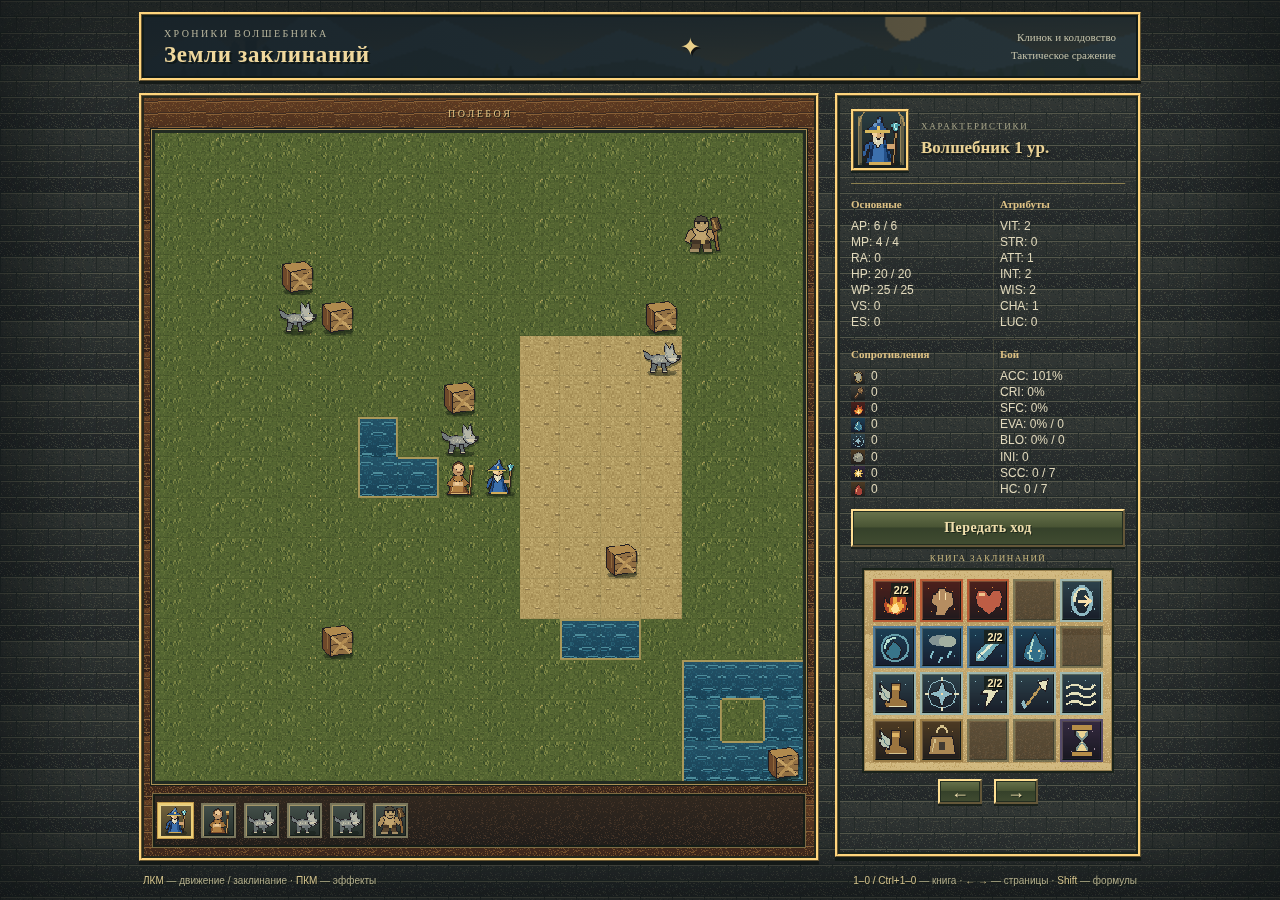 ХРОНИКИ ВОЛШЕБНИКА
Земли заклинаний
✦
Клинок и колдовство
Тактическое сражение
ПОЛЕ БОЯ
ХАРАКТЕРИСТИКИ
Волшебник 1 ур.
Основные
AP: 6 / 6
MP: 4 / 4
RA: 0
HP: 20 / 20
WP: 25 / 25
VS: 0
ES: 0
Атрибуты
VIT: 2
STR: 0
ATT: 1
INT: 2
WIS: 2
CHA: 1
LUC: 0
Сопротивления
0
0
0
0
0
0
0
0
Бой
ACC: 101%
CRI: 0%
SFC: 0%
EVA: 0% / 0
BLO: 0% / 0
INI: 0
SCC: 0 / 7
HC: 0 / 7
Передать ход
КНИГА ЗАКЛИНАНИЙ
2/2
2/2
2/2
← →
ЛКМ — движение / заклинание · ПКМ — эффекты
1–0 / Ctrl+1–0 — книга · ← → — страницы · Shift — формулы